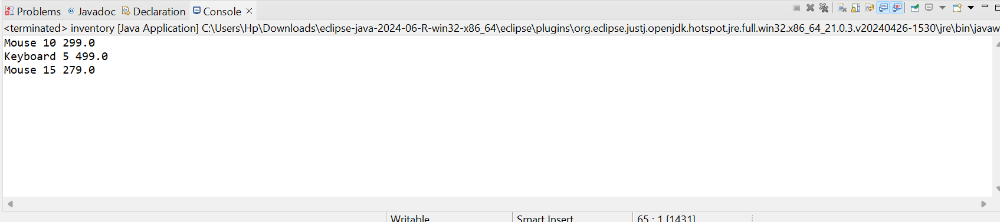 Problems @ Javadoc Declaration Console
<terminated> inventory [Java Application] C:\Users\Hp\Downloads\eclipse-java-2024-06-R-win32-x86_64\eclipse\plugins\org.eclipse.justj.openjdk.hotspot.jre.full.win32.x86_64_21.0.3.v20240426-1530\jre\bin\javaw
Mouse 10 299.0
Keyboard 5 499.0
Mouse 15 279.0
Writable Smart Insert 65 : 1 [1431]